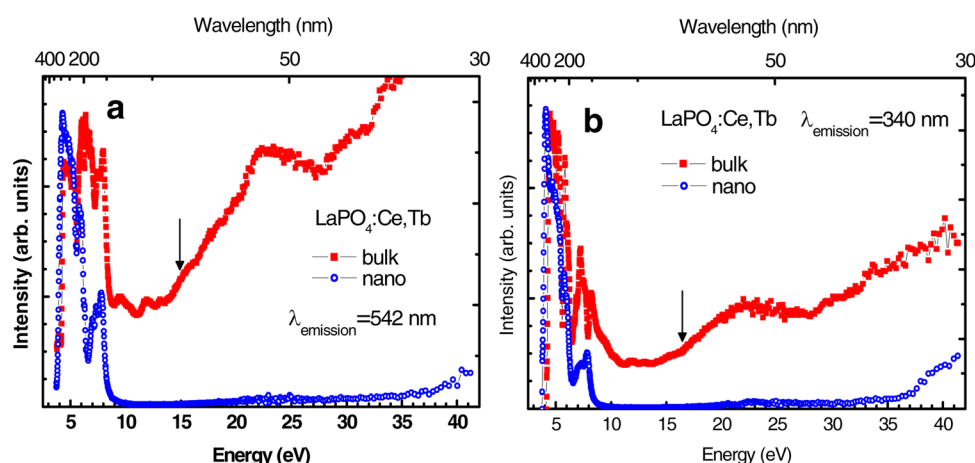 Wavelength (nm)
400 200 50 30
a
LaPO4:Ce,Tb
bulk
nano
λemission=542 nm
Intensity (arb. units)
5 10 15 20 25 30 35 40
Energy (eV)
Wavelength (nm)
400 200 50 30
b
LaPO4:Ce,Tb λemission=340 nm
bulk
nano
Intensity (arb. units)
5 10 15 20 25 30 35 40
Energy (eV)